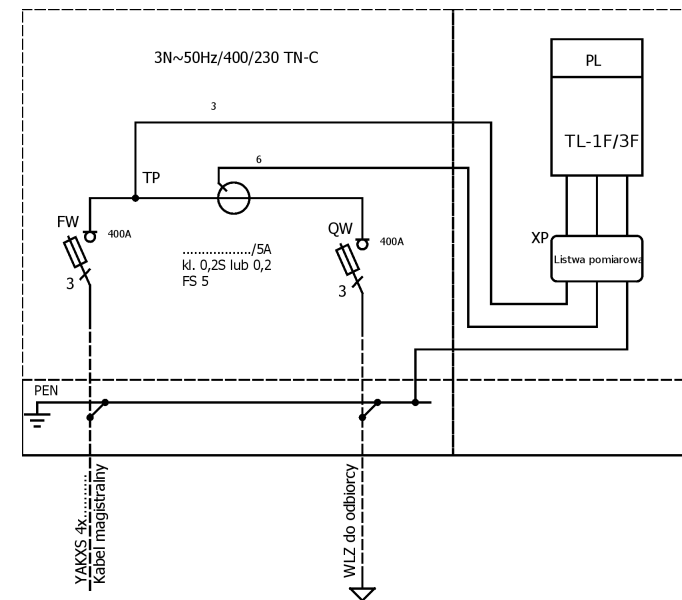 3N~50Hz/400/230 TN-C
PL
TL-1F/3F
3
6
TP
FW
400A
3
QW
400A
3
.................../5A
kl. 0,2S lub 0,2
FS 5
XP
Listwa pomiarowa
PEN
YAKXS 4x..........
Kabel magistralny
WLZ do odbiorcy